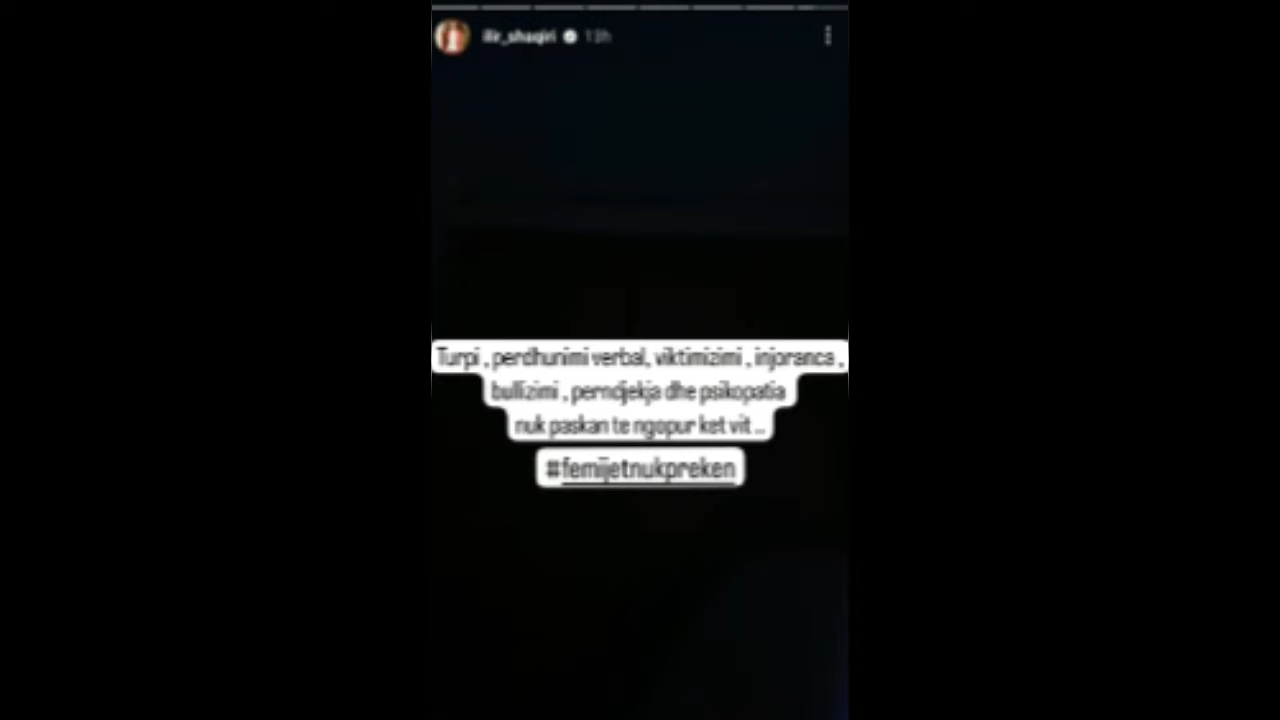 ilir_shaqiri 13h
Turpi , perdhunimi verbal, viktimizimi , injoranca ,
bullizimi , perndjekja dhe psikopatia
nuk paskan te ngopur ket vit ..
#femijetnukpreken